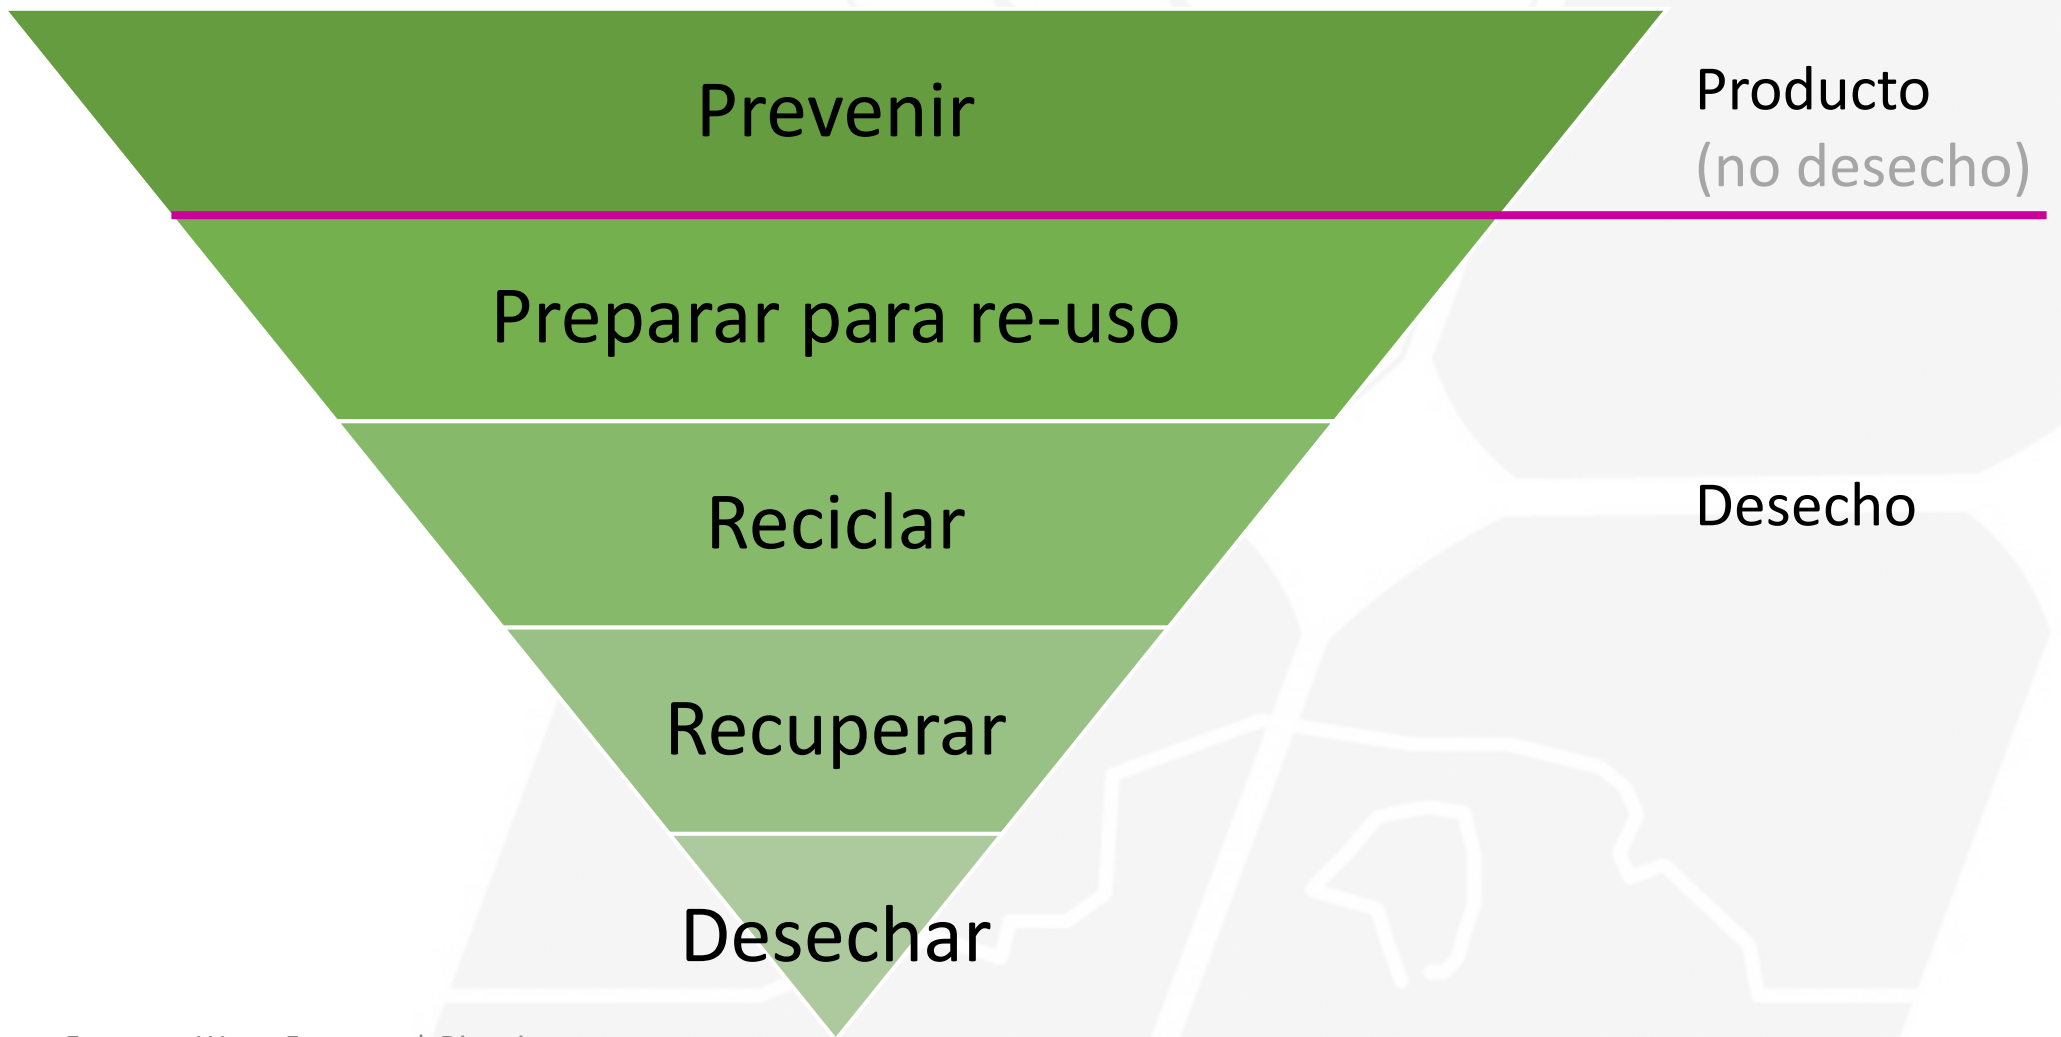 Prevenir
Producto
(no desecho)
Preparar para re-uso
Reciclar
Desecho
Recuperar
Desechar